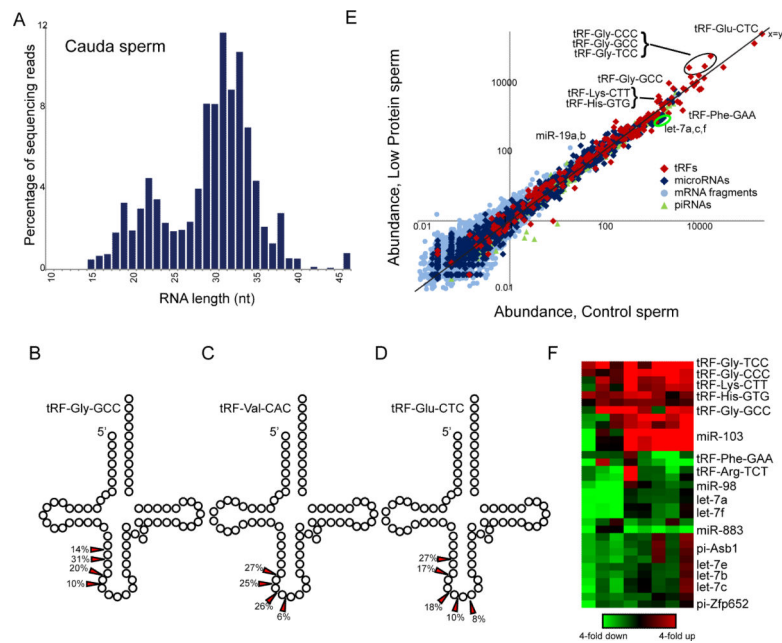 A
Cauda sperm
Percentage of sequencing reads
12
10
8
6
4
2
0
10 15 20 25 30 35 40 45
RNA length (nt)
E
tRF-Gly-CCC
tRF-Gly-GCC
tRF-Gly-TCC
tRF-Glu-CTC
x=y
tRF-Gly-GCC
tRF-Lys-CTT
tRF-His-GTG
tRF-Phe-GAA
let-7a,c,f
miR-19a,b
10000
100
0.01
100
10000
0.01
tRFs
microRNAs
mRNA fragments
piRNAs
Abundance, Low Protein sperm
Abundance, Control sperm
B
tRF-Gly-GCC
5'
14%
31%
20%
10%
C
tRF-Val-CAC
5'
27%
25%
26%
6%
D
tRF-Glu-CTC
5'
27%
17%
18%
10%
8%
F
tRF-Gly-TCC
tRF-Gly-CCC
tRF-Lys-CTT
tRF-His-GTG
tRF-Gly-GCC
miR-103
tRF-Phe-GAA
tRF-Arg-TCT
miR-98
let-7a
let-7f
miR-883
pi-Asb1
let-7e
let-7b
let-7c
pi-Zfp652
4-fold down
4-fold up